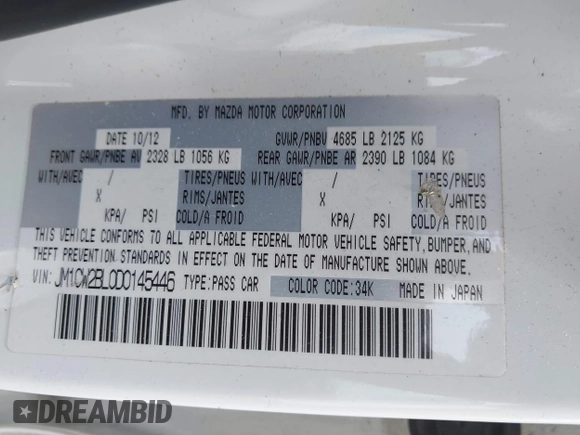 MFD. BY MAZDA MOTOR CORPORATION
DATE 10/12 GVWR/PNBV 4685 LB 2125 KG
FRONT GAWR/PNBE AV 2328 LB 1056 KG REAR GAWR/PNBE AR 2390 LB 1084 KG
WITH/AVEC / TIRES/PNEUS WITH/AVEC / TIRES/PNEUS
X RIMS/JANTES X RIMS/JANTES
KPA/ PSI COLD/A FROID KPA/ PSI COLD/A FROID
THIS VEHICLE CONFORMS TO ALL APPLICABLE FEDERAL MOTOR VEHICLE SAFETY, BUMPER, AND
THEFT PREVENTION STANDARDS IN EFFECT ON THE DATE OF MANUFACTURE SHOWN ABOVE.
VIN: JM1CW2BL0D0145446 TYPE: PASS CAR COLOR CODE: 34K MADE IN JAPAN
DREAMBID